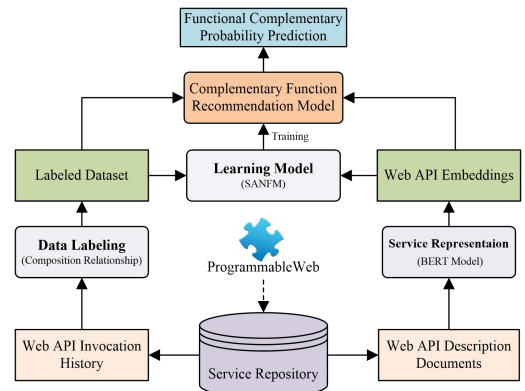 Functional Complementary
Probability Prediction
Complementary Function
Recommendation Model
Training
Labeled Dataset
Learning Model
(SANFM)
Web API Embeddings
Data Labeling
(Composition Relationship)
ProgrammableWeb
Service Representaion
(BERT Model)
Web API Invocation
History
Service Repository
Web API Description
Documents